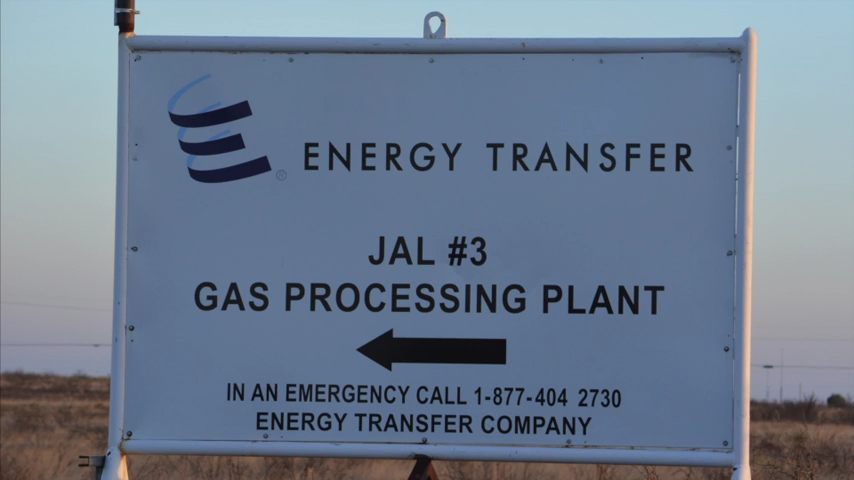 ENERGY TRANSFER
JAL #3
GAS PROCESSING PLANT
IN AN EMERGENCY CALL 1-877-404 2730
ENERGY TRANSFER COMPANY